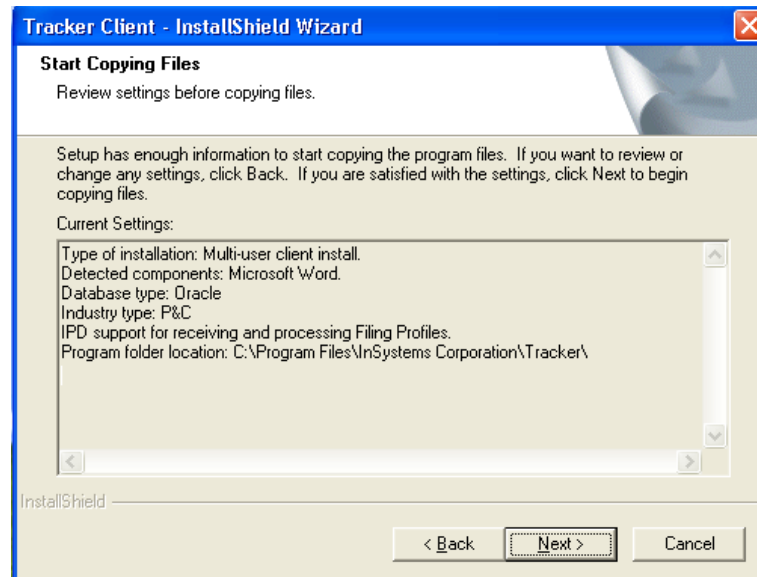 Tracker Client - InstallShield Wizard
Start Copying Files
Review settings before copying files.
Setup has enough information to start copying the program files.  If you want to review or
change any settings, click Back.  If you are satisfied with the settings, click Next to begin
copying files.
Current Settings:
Type of installation: Multi-user client install.
Detected components: Microsoft Word.
Database type: Oracle
Industry type: P&C
IPD support for receiving and processing Filing Profiles.
Program folder location: C:\Program Files\InSystems Corporation\Tracker\
InstallShield
< Back
Next >
Cancel